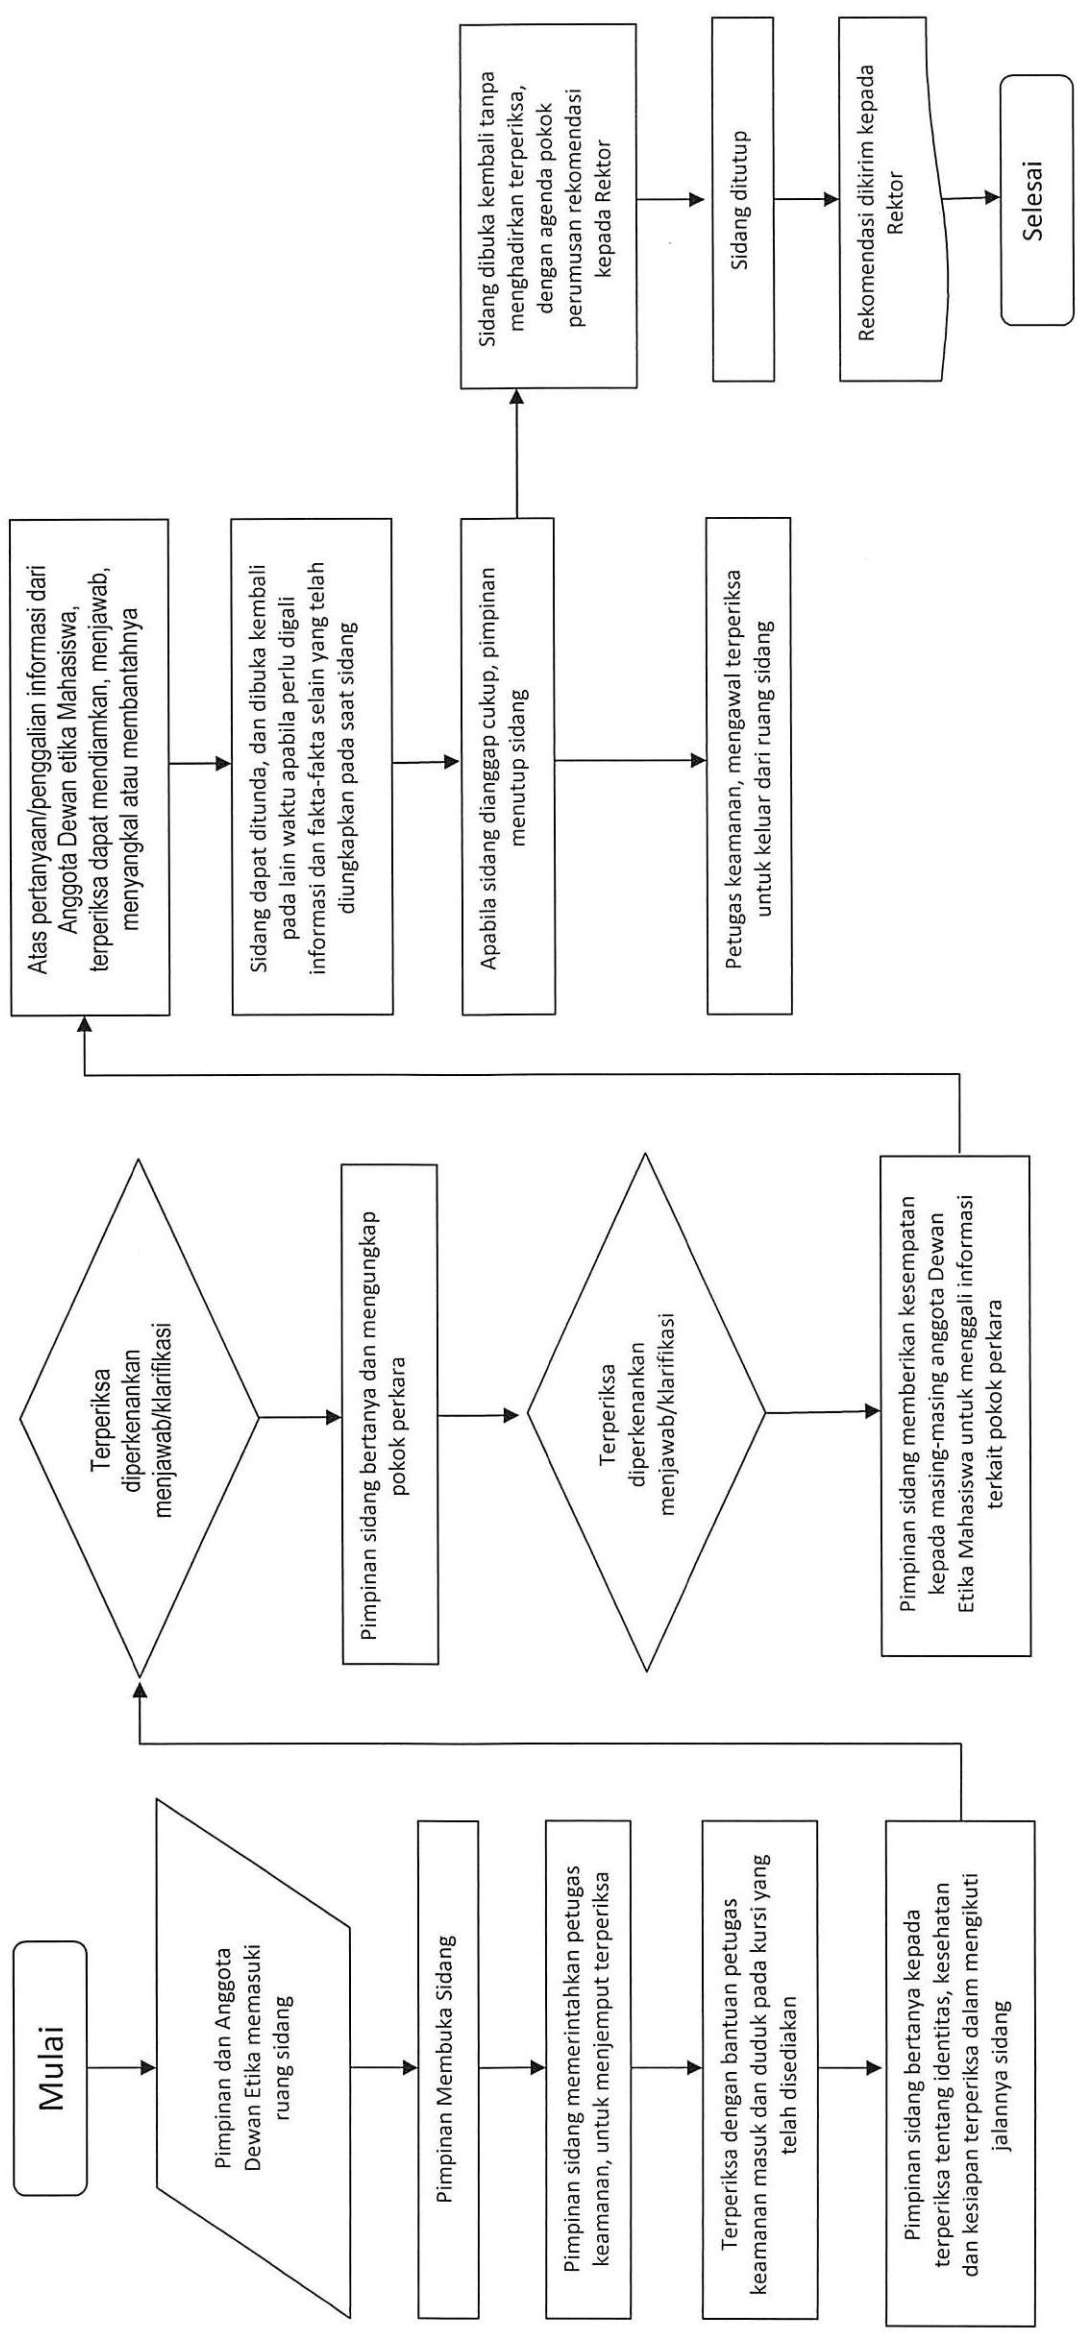 Mulai
Pimpinan dan Anggota
Dewan Etika memasuki
ruang sidang
Pimpinan Membuka Sidang
Pimpinan sidang memerintahkan petugas
keamanan, untuk menjemput terperiksa
Terperiksa dengan bantuan petugas
keamanan masuk dan duduk pada kursi yang
telah disediakan
Pimpinan sidang bertanya kepada
terperiksa tentang identitas, kesehatan
dan kesiapan terperiksa dalam mengikuti
jalannya sidang
Terperiksa
diperkenankan
menjawab/klarifikasi
Pimpinan sidang bertanya dan mengungkap
pokok perkara
Terperiksa
diperkenankan
menjawab/klarifikasi
Pimpinan sidang memberikan kesempatan
kepada masing-masing anggota Dewan
Etika Mahasiswa untuk menggali informasi
terkait pokok perkara
Atas pertanyaan/penggalian informasi dari
Anggota Dewan etika Mahasiswa,
terperiksa dapat mendiamkan, menjawab,
menyangkal atau membantahnya
Sidang dapat ditunda, dan dibuka kembali
pada lain waktu apabila perlu digali
informasi dan fakta-fakta selain yang telah
diungkapkan pada saat sidang
Apabila sidang dianggap cukup, pimpinan
menutup sidang
Petugas keamanan, mengawal terperiksa
untuk keluar dari ruang sidang
Sidang dibuka kembali tanpa
menghadirkan terperiksa,
dengan agenda pokok
perumusan rekomendasi
kepada Rektor
Sidang ditutup
Rekomendasi dikirim kepada
Rektor
Selesai